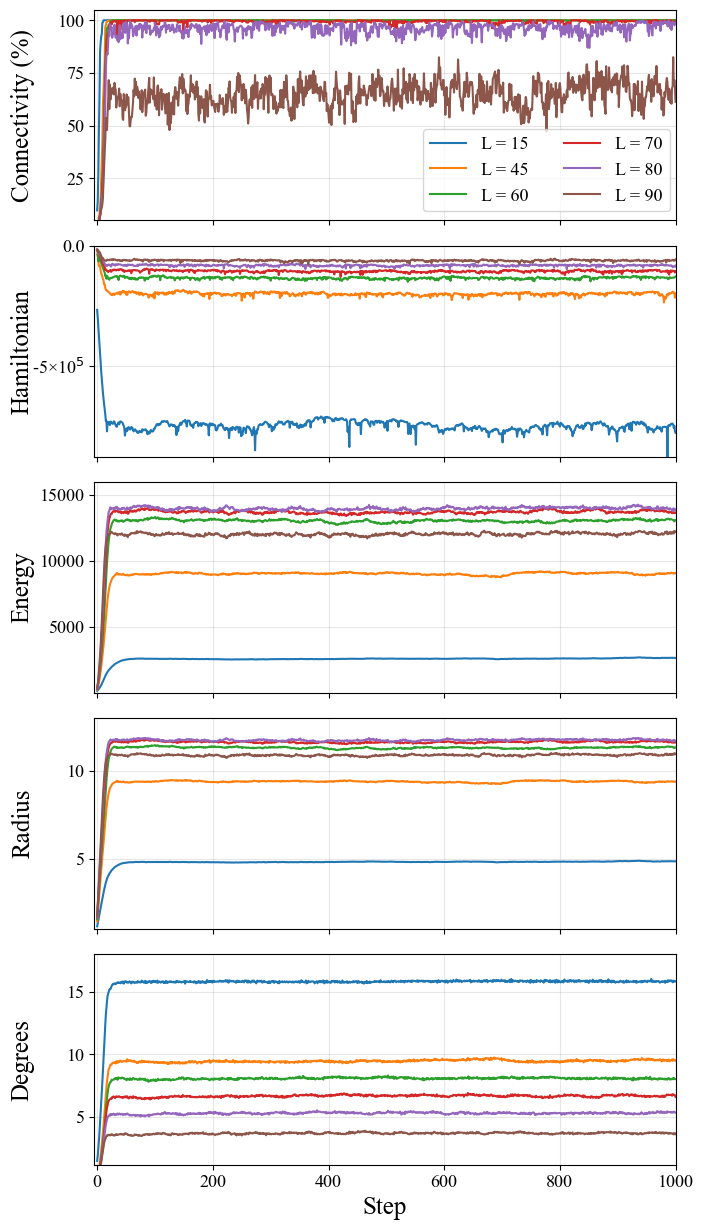 Connectivity (%)
100
75
50
25
L = 15
L = 45
L = 60
L = 70
L = 80
L = 90
Hamiltonian
0.0
-5×10⁵
Energy
15000
10000
5000
Radius
10
5
Degrees
15
10
5
0 200 400 600 800 1000
Step